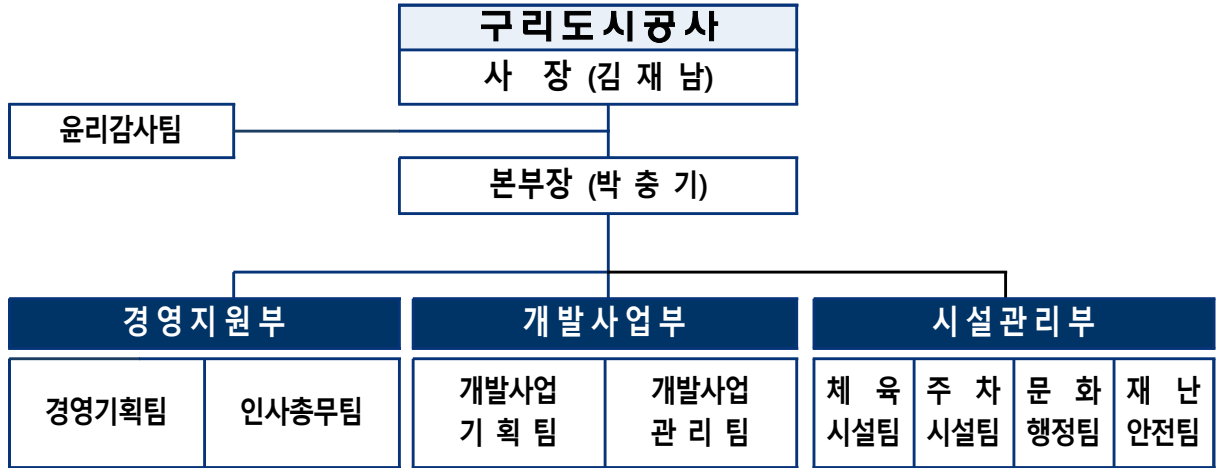 구리도시공사
사 장 (김 재 남)
윤리감사팀
본부장 (박 충 기)
경영지원부
개발사업부
시설관리부
경영기획팀
인사총무팀
개발사업
기 획 팀
개발사업
관 리 팀
체 육
시설팀
주 차
시설팀
문 화
행정팀
재 난
안전팀